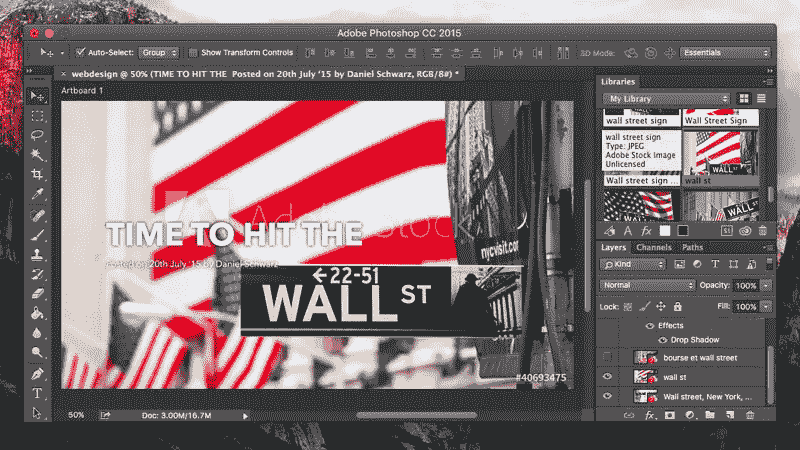 Adobe Photoshop CC 2015
Auto-Select: Group Show Transform Controls 3D Mode: Essentials
webdesign @ 50% (TIME TO HIT THE Posted on 20th July '15 by Daniel Schwarz, RGB/8#) *
Artboard 1
Adobe Stock
TIME TO HIT THE
Posted on 20th July '15 by Daniel Schwarz
nycvisit.com
←22-51
WALL ST
#40693475
50% Doc: 3.00M/16.7M
Libraries
My Library
wall street sign Wall Street Sign
wall street sign
Type: JPEG
Adobe Stock Image
Unlicensed
Wall street sign ... wall st
WALL ST
Layers Channels Paths
Kind
Normal Opacity: 100%
Lock: Fill: 100%
Effects
Drop Shadow
bourse et wall street
wall st
Wall street, New York, ...